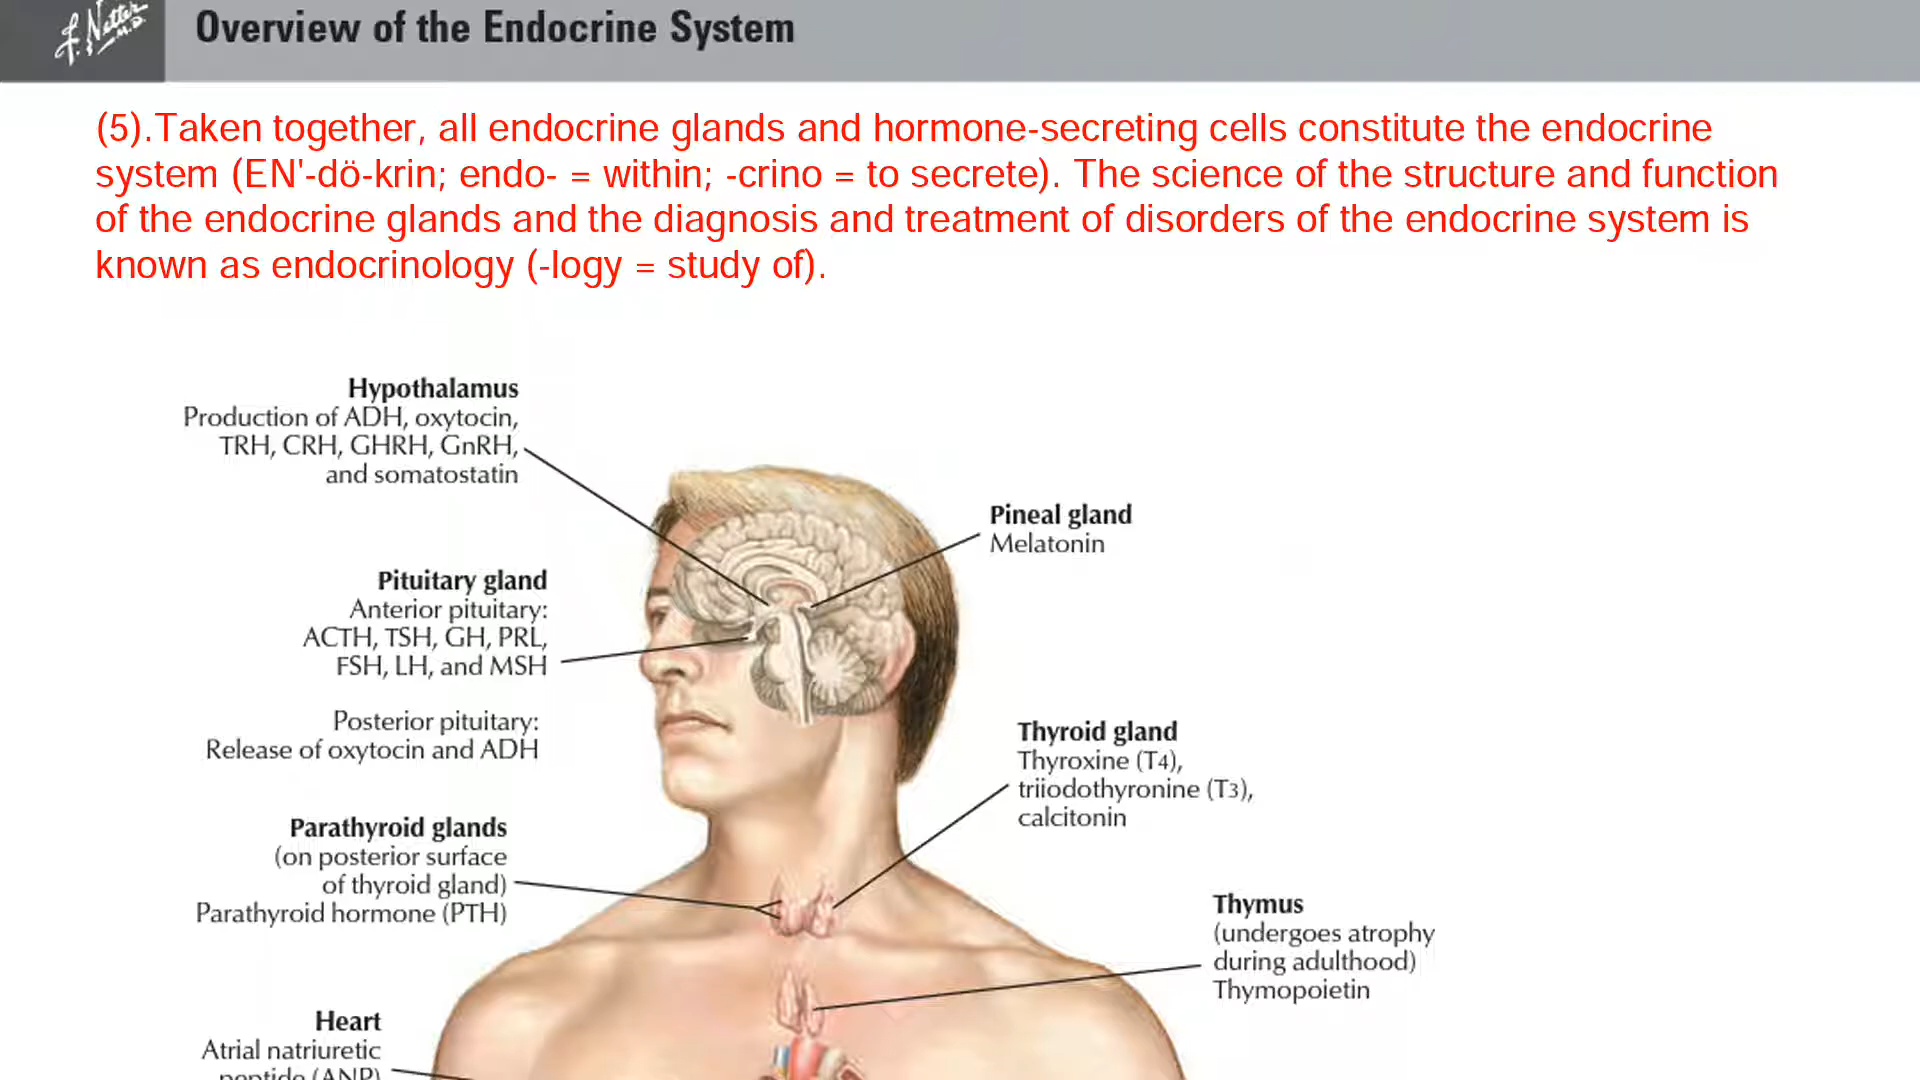 F. Netter M.D.
Overview of the Endocrine System
(5).Taken together, all endocrine glands and hormone-secreting cells constitute the endocrine
system (EN'-dö-krin; endo- = within; -crino = to secrete). The science of the structure and function
of the endocrine glands and the diagnosis and treatment of disorders of the endocrine system is
known as endocrinology (-logy = study of).
Hypothalamus
Production of ADH, oxytocin,
TRH, CRH, GHRH, GnRH,
and somatostatin
Pineal gland
Melatonin
Pituitary gland
Anterior pituitary:
ACTH, TSH, GH, PRL,
FSH, LH, and MSH
Posterior pituitary:
Release of oxytocin and ADH
Thyroid gland
Thyroxine (T4),
triiodothyronine (T3),
calcitonin
Parathyroid glands
(on posterior surface
of thyroid gland)
Parathyroid hormone (PTH)
Thymus
(undergoes atrophy
during adulthood)
Thymopoietin
Heart
Atrial natriuretic
peptide (ANP)